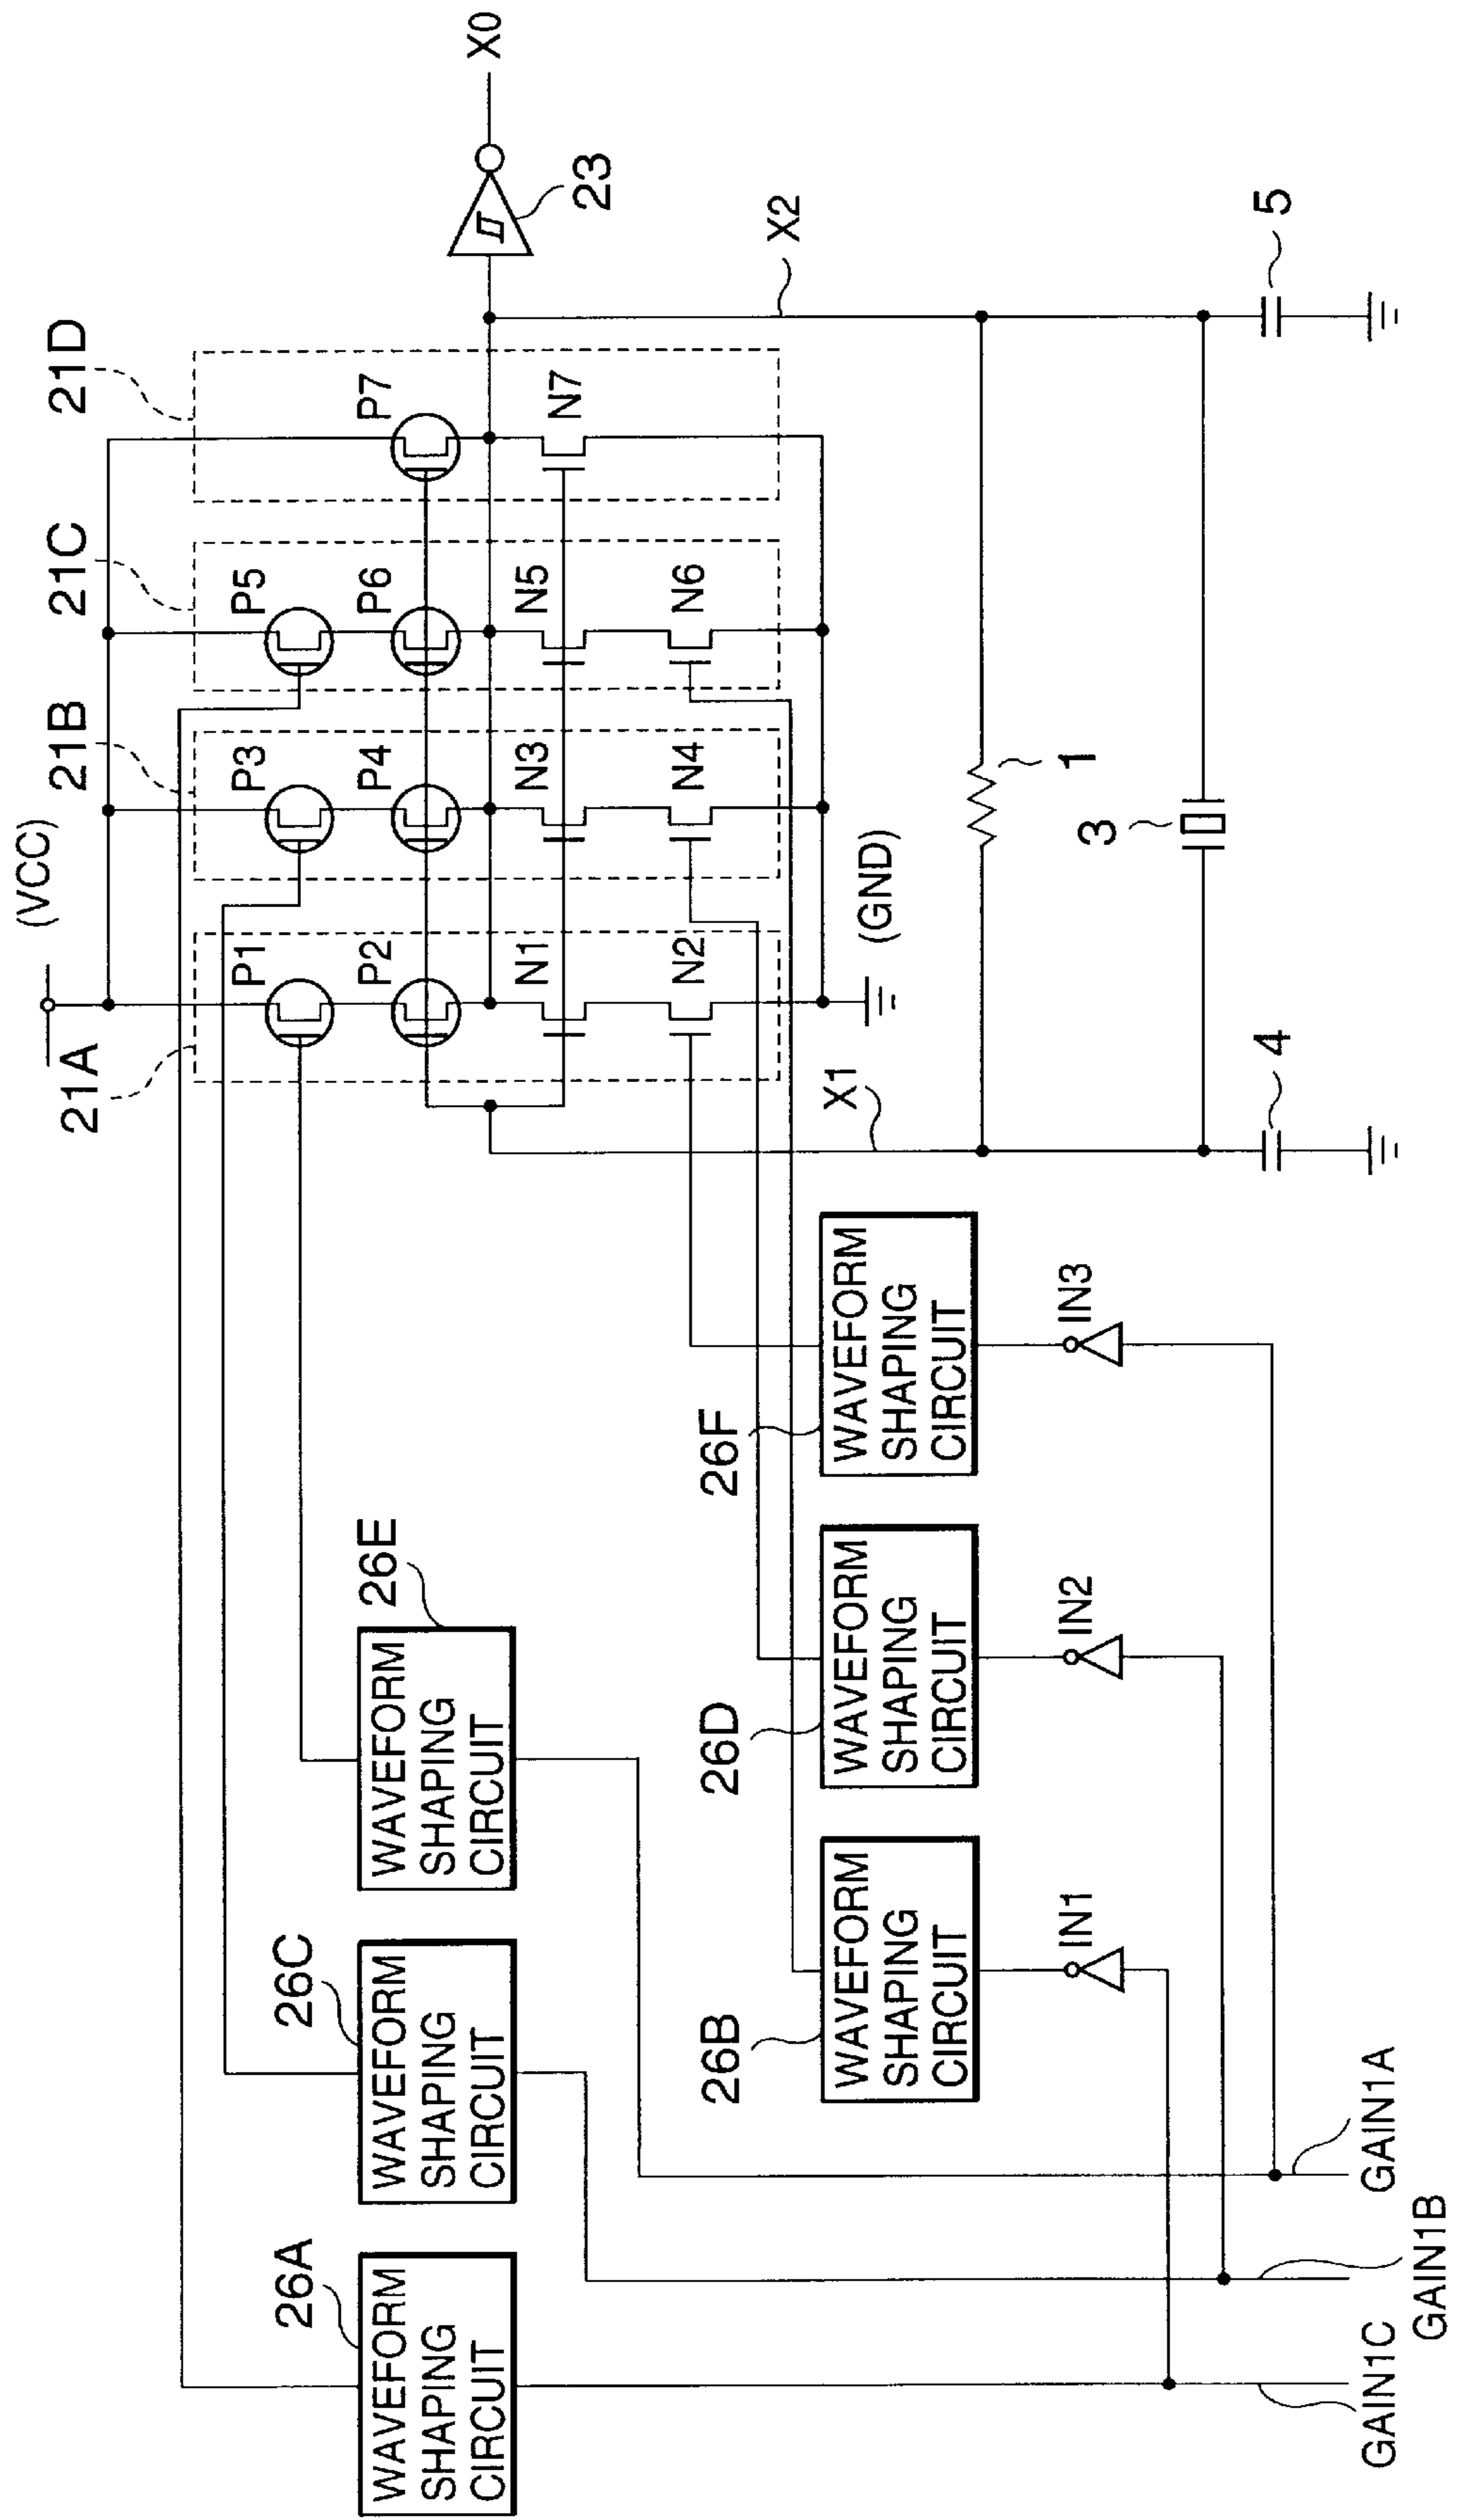 (VCC)
21A
21B
21C
21D
P1
P3
P5
P2
P4
P6
P7
X0
23
N1
N3
N5
N7
N2
N4
N6
(GND)
X1
X2
1
3
4
5
26A
WAVEFORM
SHAPING
CIRCUIT
26C
WAVEFORM
SHAPING
CIRCUIT
26E
WAVEFORM
SHAPING
CIRCUIT
26B
WAVEFORM
SHAPING
CIRCUIT
26D
WAVEFORM
SHAPING
CIRCUIT
26F
WAVEFORM
SHAPING
CIRCUIT
IN1
IN2
IN3
GAIN1C
GAIN1B
GAIN1A